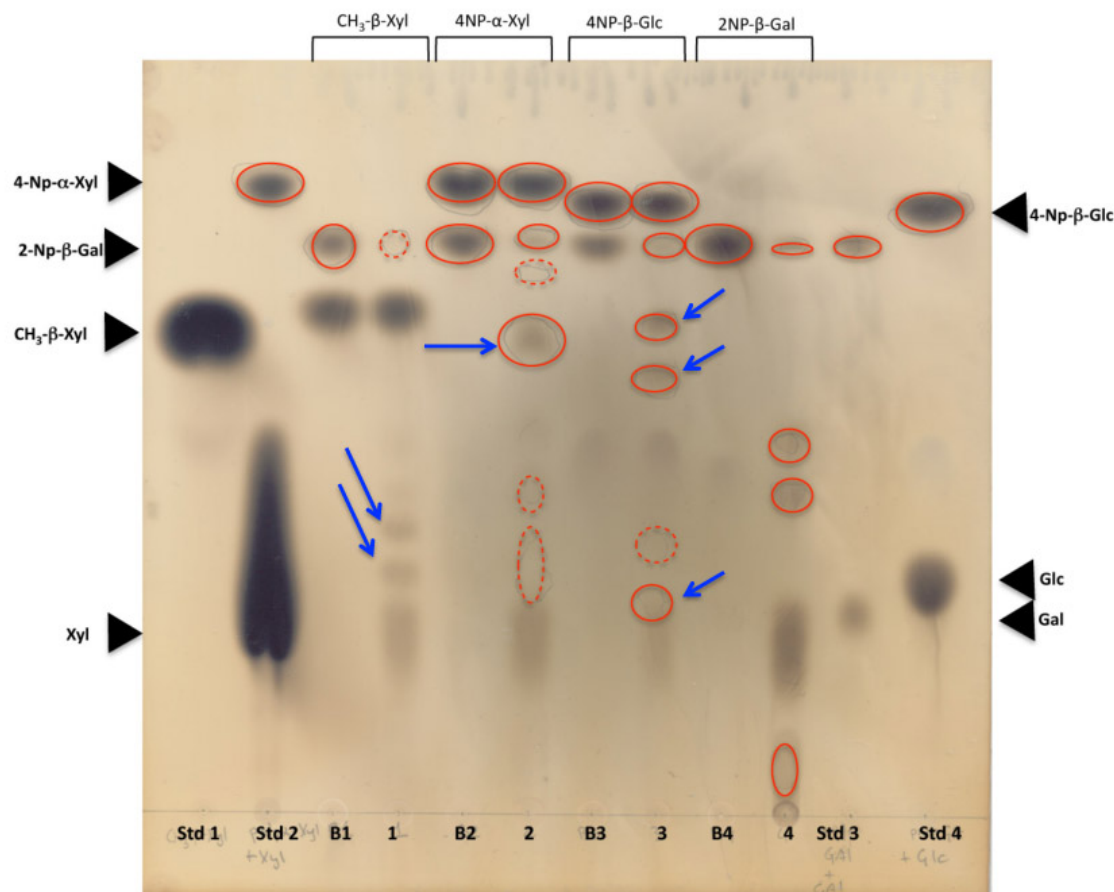 CH₃-β-Xyl 4NP-α-Xyl 4NP-β-Glc 2NP-β-Gal
4-Np-α-Xyl
4-Np-β-Glc
2-Np-β-Gal
CH₃-β-Xyl
Glc
Gal
Xyl
Std 1 Std 2 B1 1 B2 2 B3 3 B4 4 Std 3 Std 4
+ Xyl GAl + Glc
+
GAl